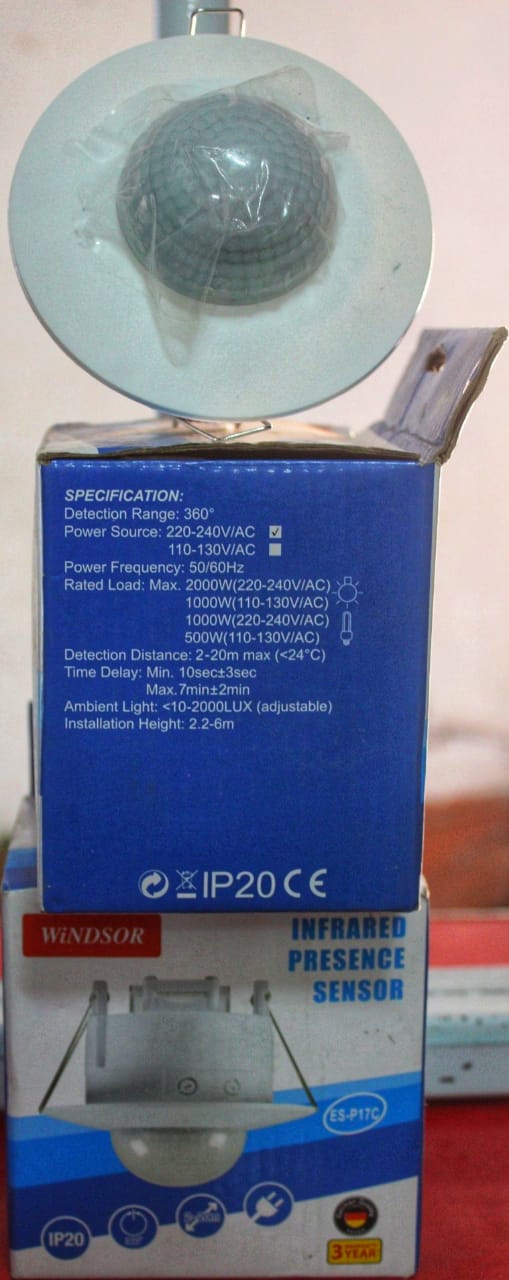 SPECIFICATION:
Detection Range: 360°
Power Source: 220-240V/AC ☑
110-130V/AC ☐
Power Frequency: 50/60Hz
Rated Load: Max. 2000W(220-240V/AC)
1000W(110-130V/AC)
1000W(220-240V/AC)
500W(110-130V/AC)
Detection Distance: 2-20m max (<24°C)
Time Delay: Min. 10sec±3sec
Max.7min±2min
Ambient Light: <10-2000LUX (adjustable)
Installation Height: 2.2-6m
IP20 CE
WiNDSOR
INFRARED
PRESENCE
SENSOR
ES-P17C
IP20
3 YEAR